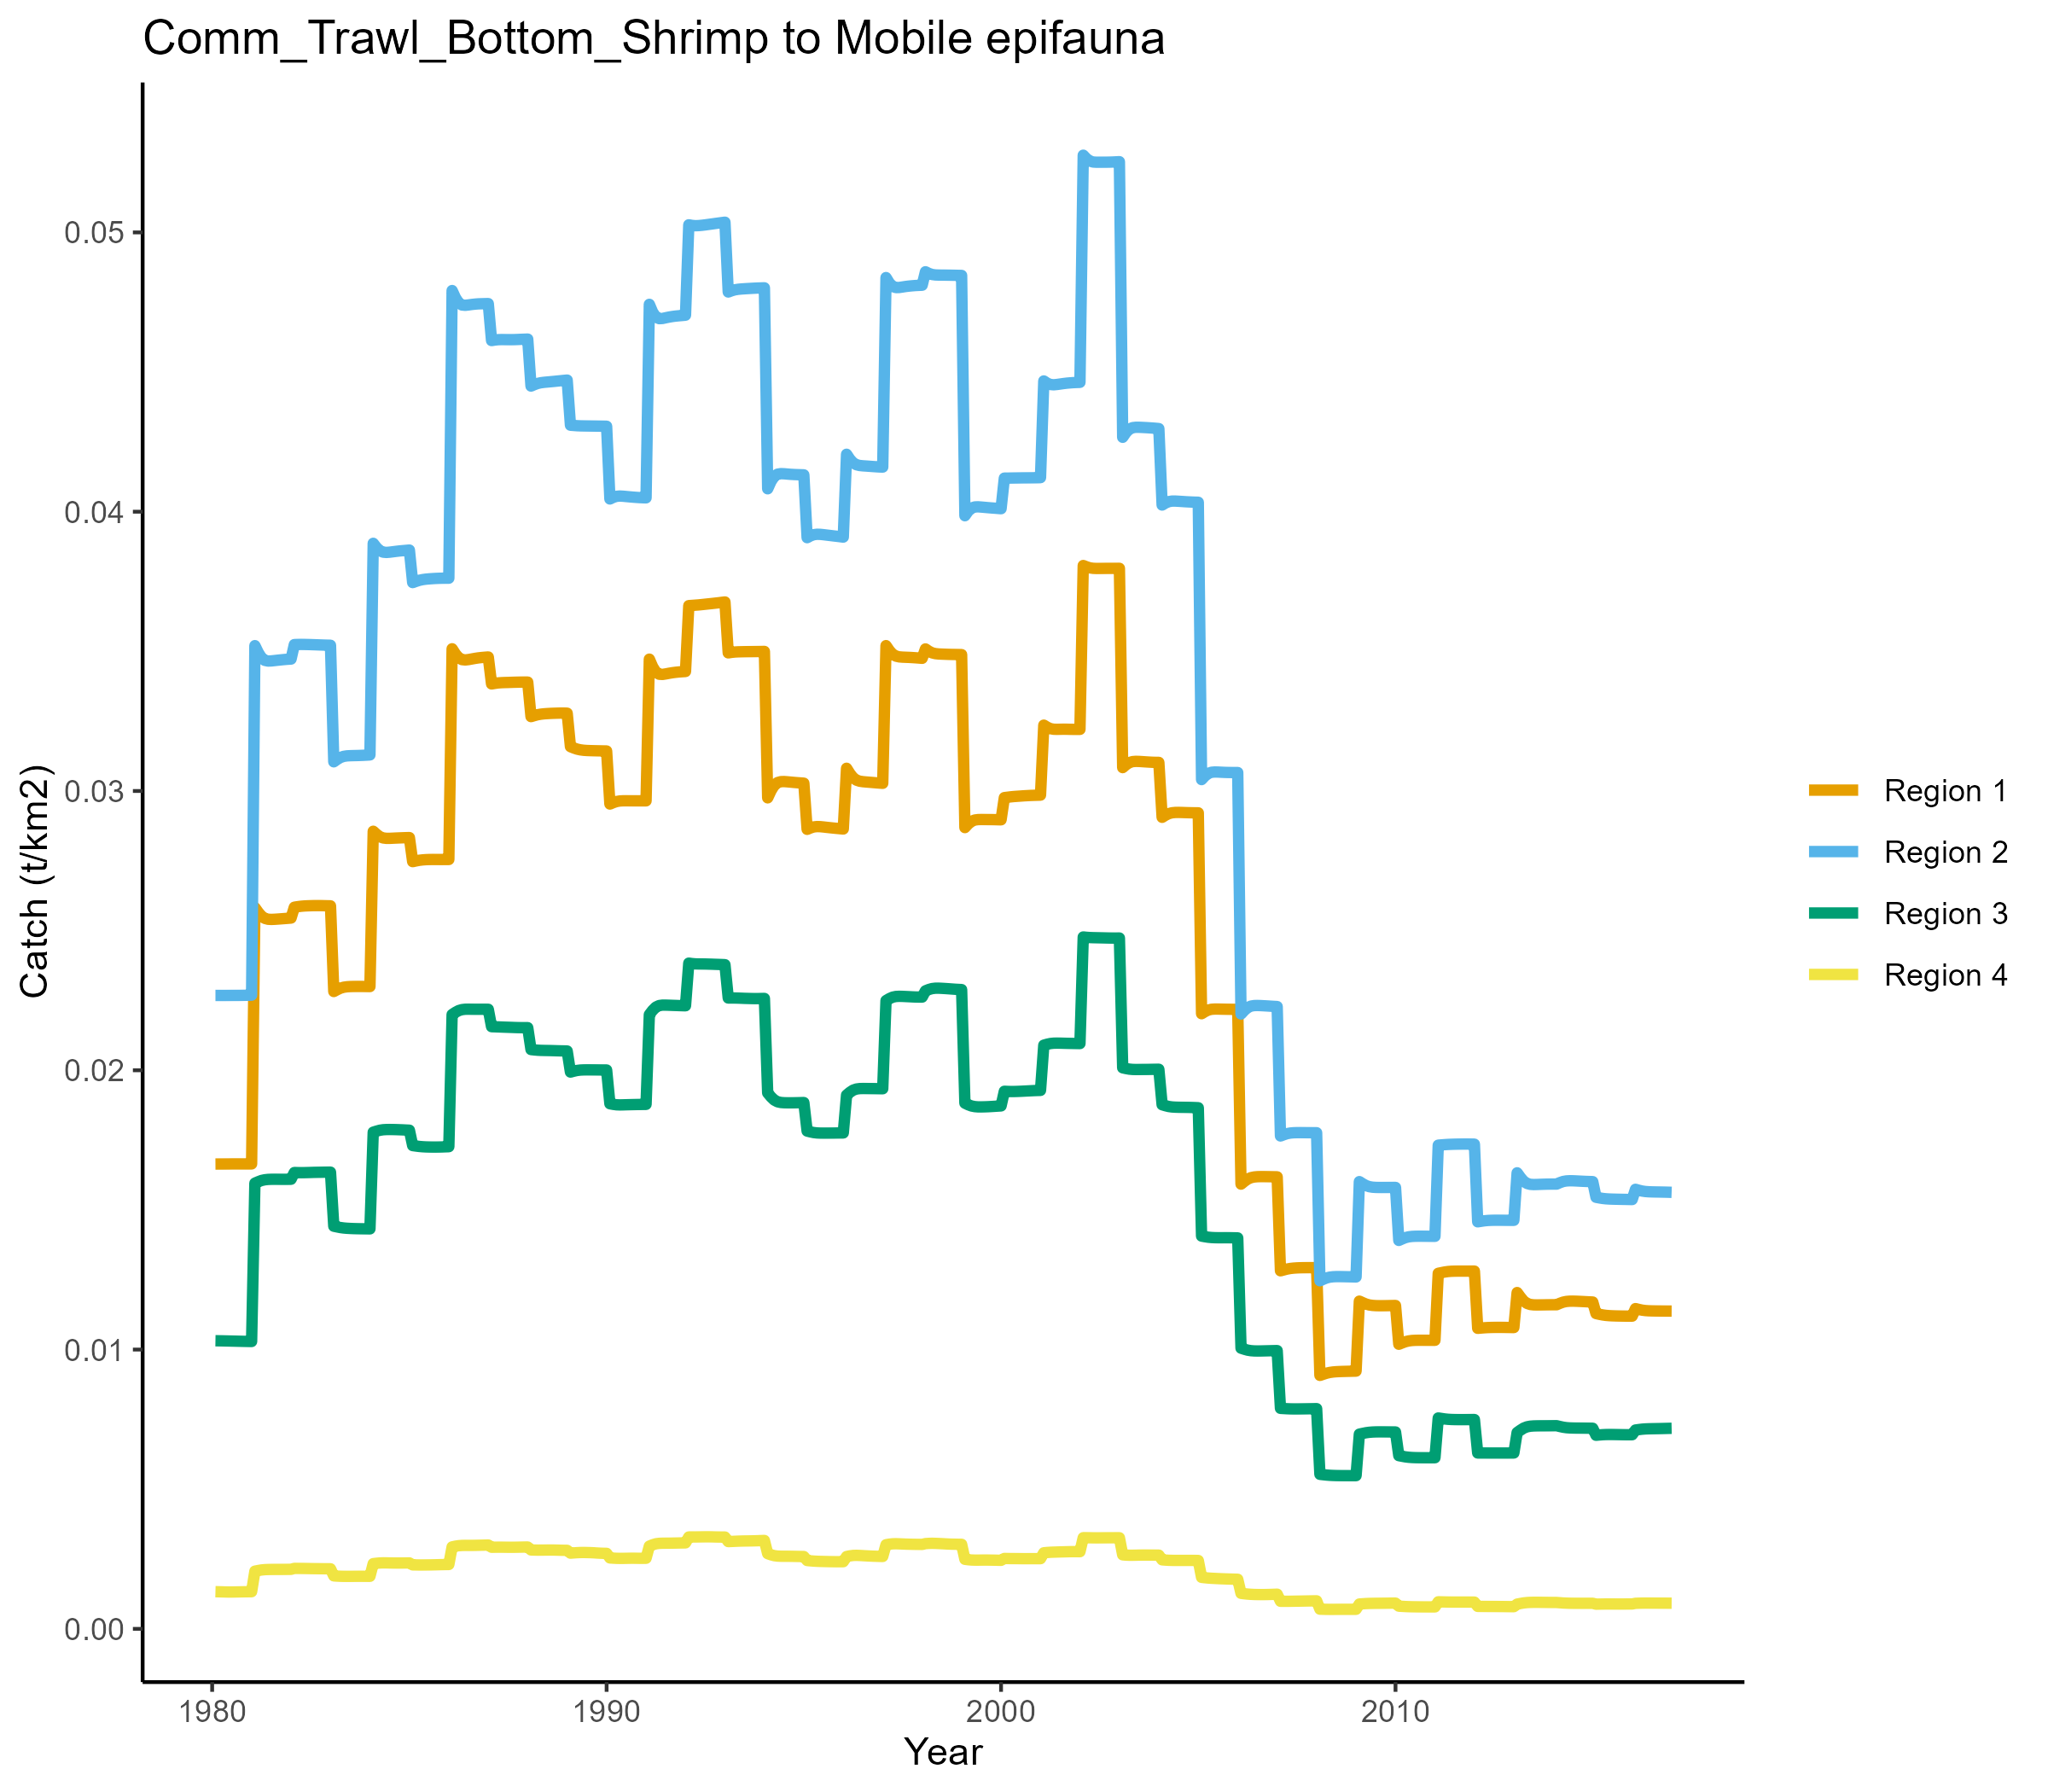 Comm_Trawl_Bottom_Shrimp to Mobile epifauna
Catch (t/km2)
0.05
0.04
0.03
0.02
0.01
0.00
1980 1990 2000 2010
Year
Region 1
Region 2
Region 3
Region 4